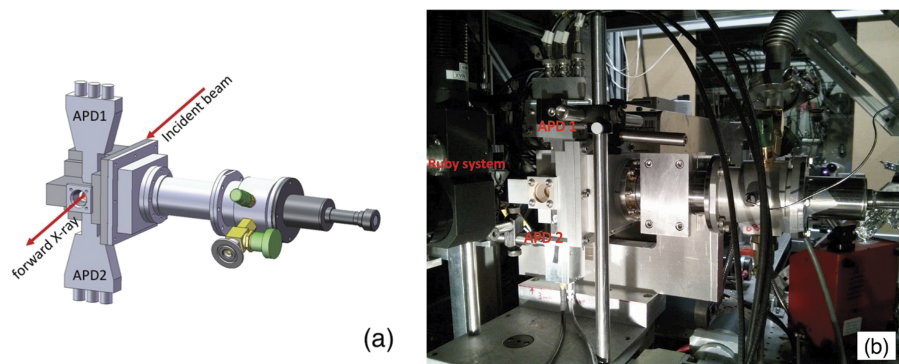 APD1
Incident beam
forward X-ray
APD2
(a)
APD 1
Ruby system
APD 2
(b)